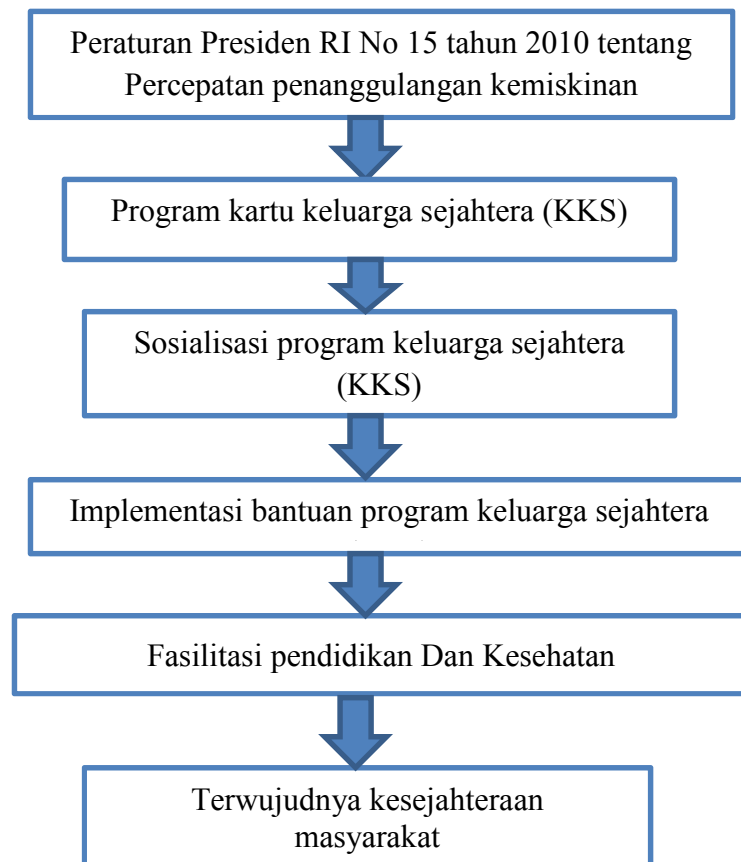 Peraturan Presiden RI No 15 tahun 2010 tentang
Percepatan penanggulangan kemiskinan
Program kartu keluarga sejahtera (KKS)
Sosialisasi program keluarga sejahtera
(KKS)
Implementasi bantuan program keluarga sejahtera
Fasilitasi pendidikan Dan Kesehatan
Terwujudnya kesejahteraan
masyarakat